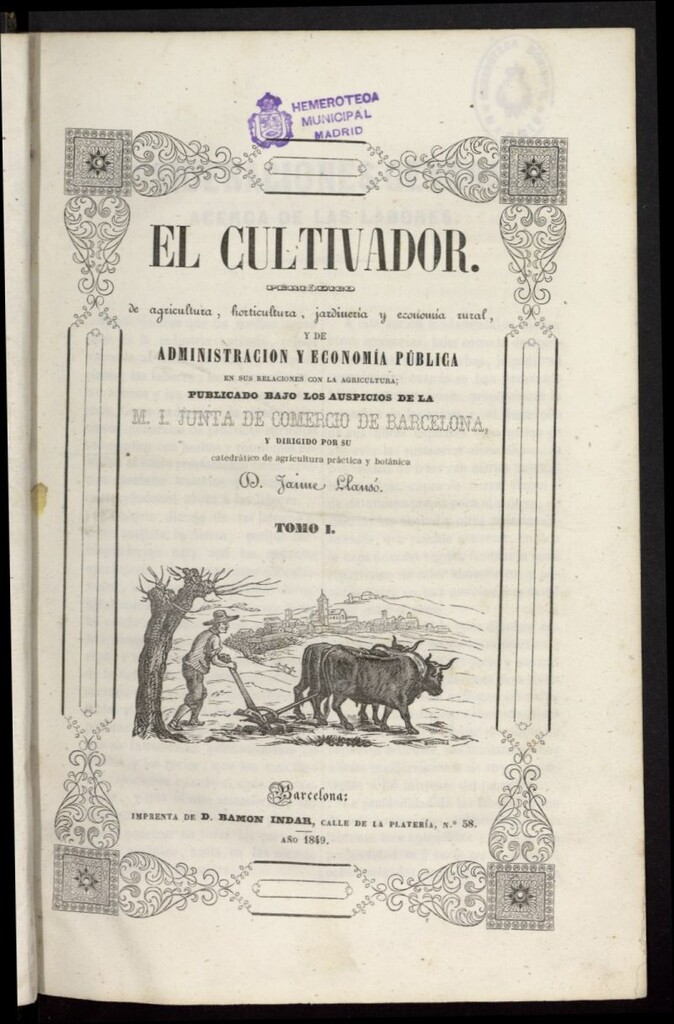 HEMEROTECA
MUNICIPAL
MADRID
EL CULTIVADOR.
PERIÓDICO
de agricultura, horticultura, jardinería y economía rural,
Y DE
ADMINISTRACION Y ECONOMÍA PÚBLICA
EN SUS RELACIONES CON LA AGRICULTURA;
PUBLICADO BAJO LOS AUSPICIOS DE LA
M. I. JUNTA DE COMERCIO DE BARCELONA,
Y DIRIGIDO POR SU
catedrático de agricultura práctica y botánica
D. Jaime Llansó.
TOMO I.
Barcelona:
IMPRENTA DE D. RAMON INDAR, CALLE DE LA PLATERÍA, N.º 58.
AÑO 1849.